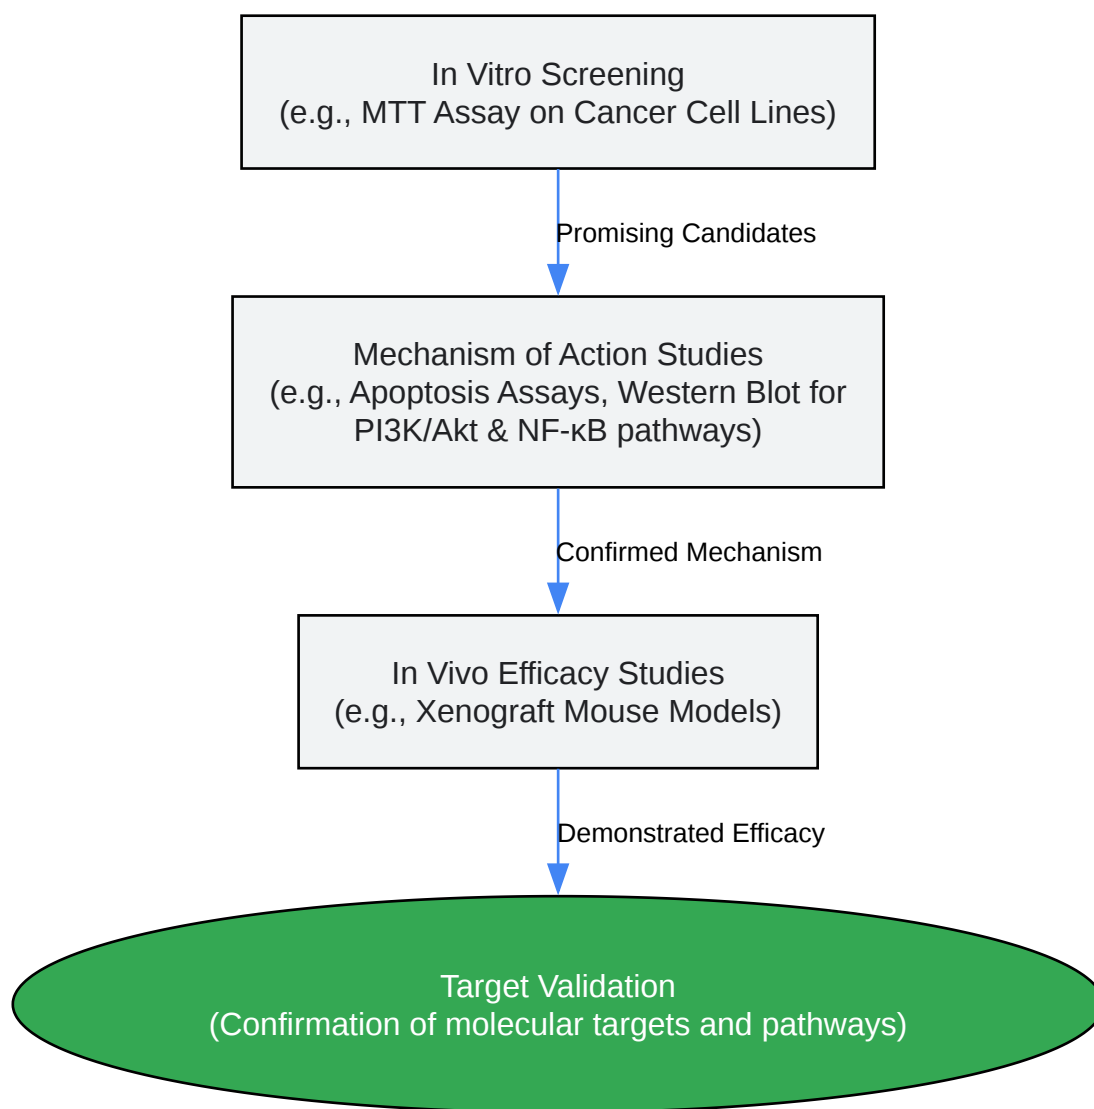 In Vitro Screening
(e.g., MTT Assay on Cancer Cell Lines)
Promising Candidates
Mechanism of Action Studies
(e.g., Apoptosis Assays, Western Blot for
PI3K/Akt & NF-κB pathways)
Confirmed Mechanism
In Vivo Efficacy Studies
(e.g., Xenograft Mouse Models)
Demonstrated Efficacy
Target Validation
(Confirmation of molecular targets and pathways)